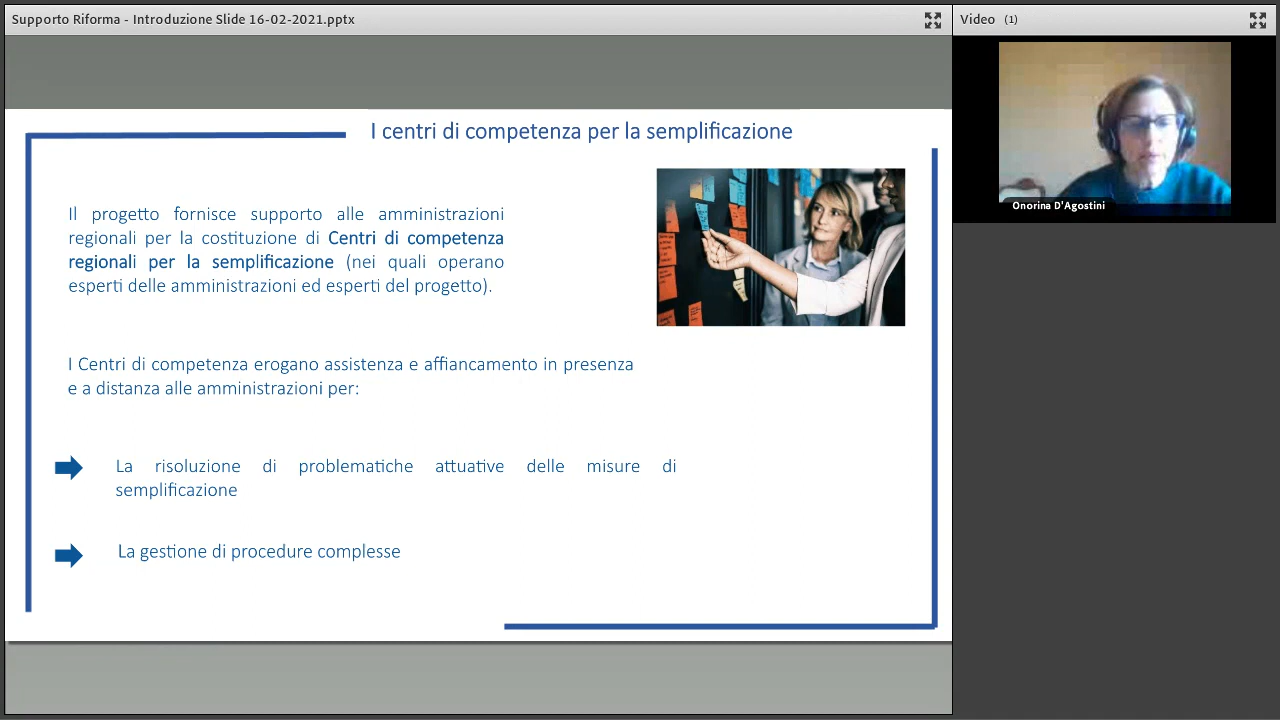 Supporto Riforma - Introduzione Slide 16-02-2021.pptx
Video (1)
Onorina D'Agostini
I centri di competenza per la semplificazione
Il progetto fornisce supporto alle amministrazioni
regionali per la costituzione di Centri di competenza
regionali per la semplificazione (nei quali operano
esperti delle amministrazioni ed esperti del progetto).
I Centri di competenza erogano assistenza e affiancamento in presenza
e a distanza alle amministrazioni per:
La risoluzione di problematiche attuative delle misure di
semplificazione
La gestione di procedure complesse